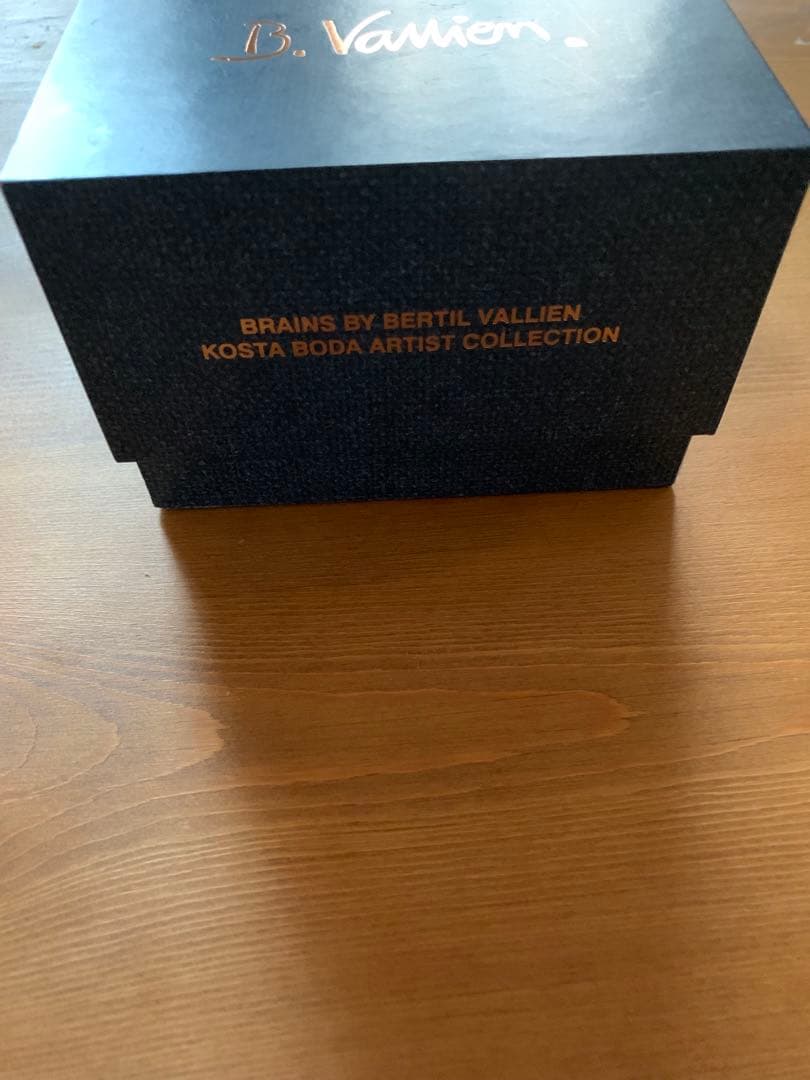 B. Vallien.
BRAINS BY BERTIL VALLIEN
KOSTA BODA ARTIST COLLECTION